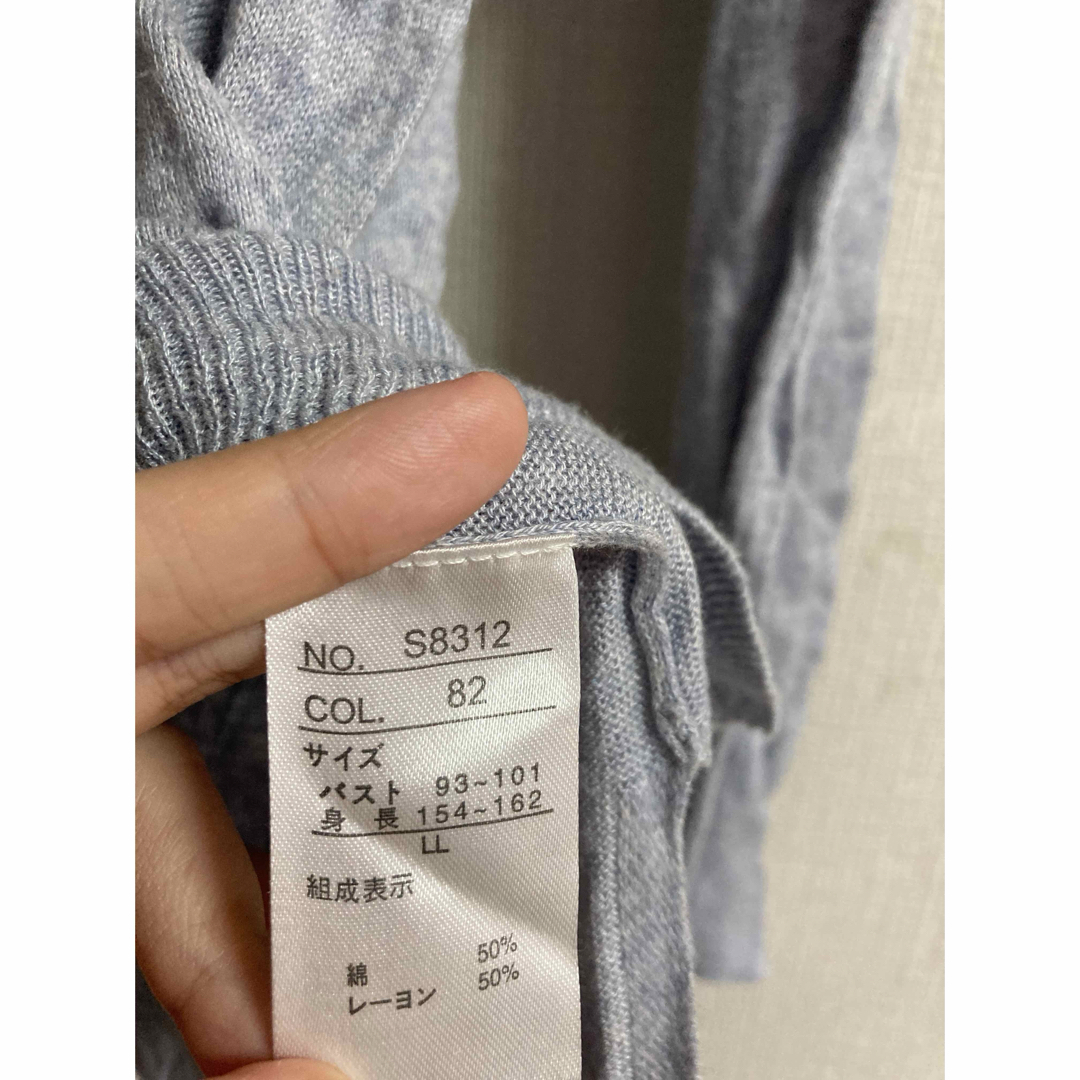 NO. S8312
COL. 82
サイズ
バスト 93~101
身 長 154~162
LL
組成表示
綿 50%
レーヨン 50%